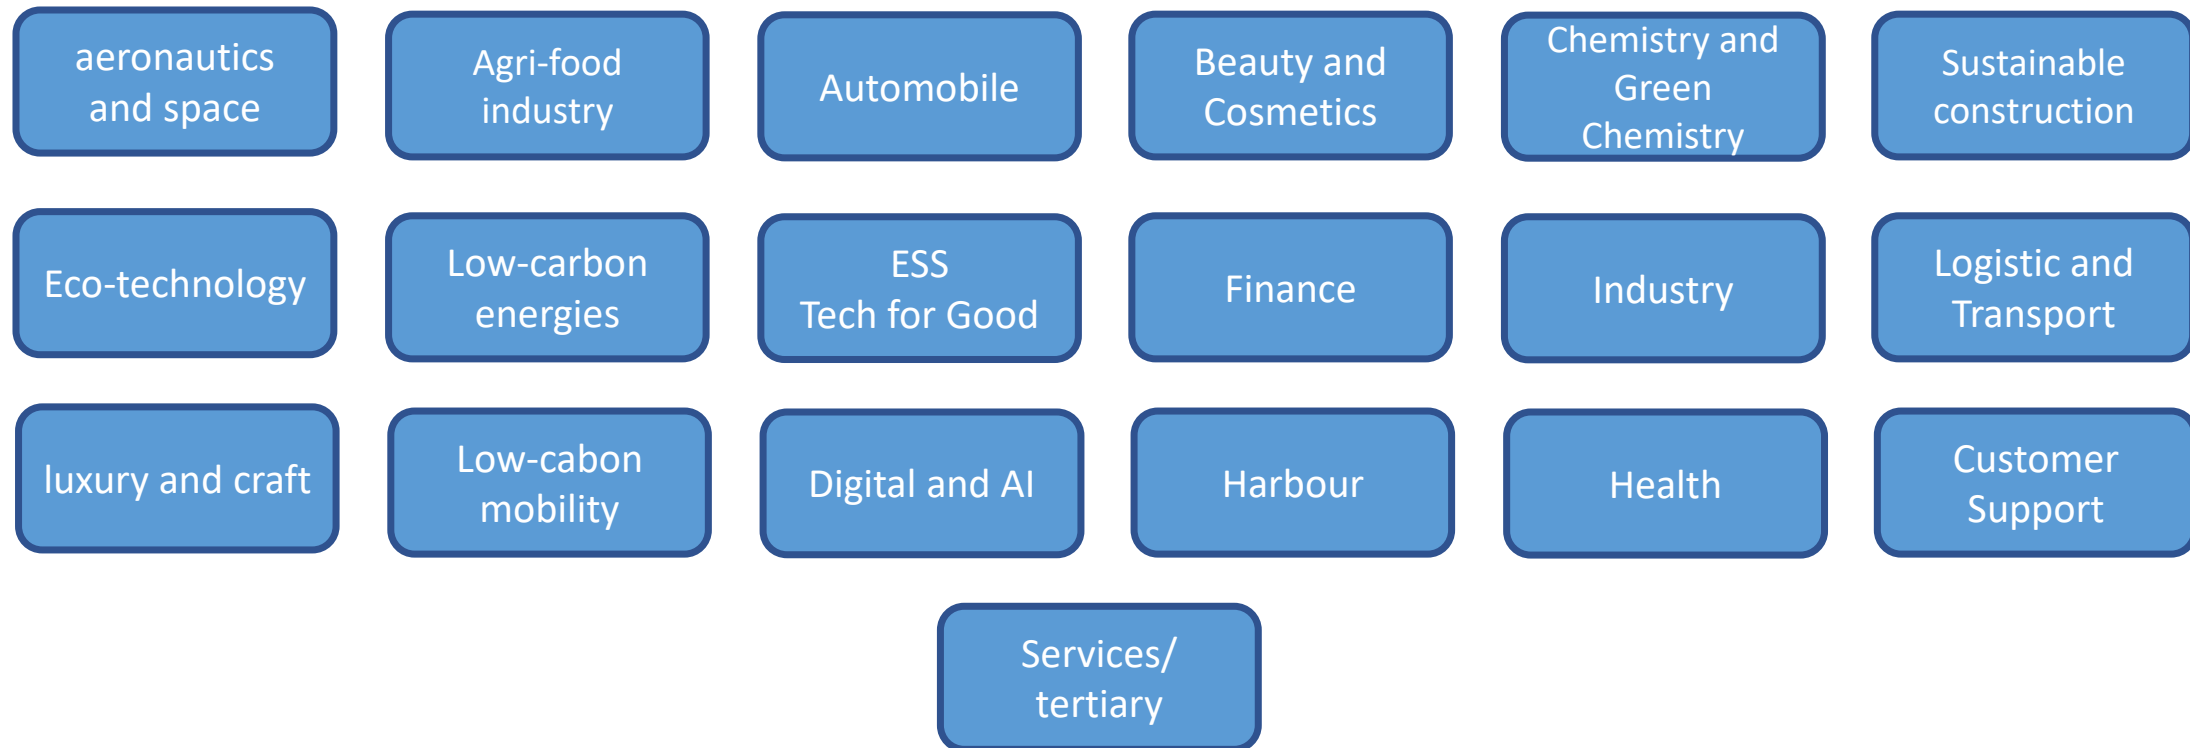 aeronautics
and space
Agri-food
industry
Automobile
Beauty and
Cosmetics
Chemistry and
Green
Chemistry
Sustainable
construction
Eco-technology
Low-carbon
energies
ESS
Tech for Good
Finance
Industry
Logistic and
Transport
luxury and craft
Low-cabon
mobility
Digital and AI
Harbour
Health
Customer
Support
Services/
tertiary